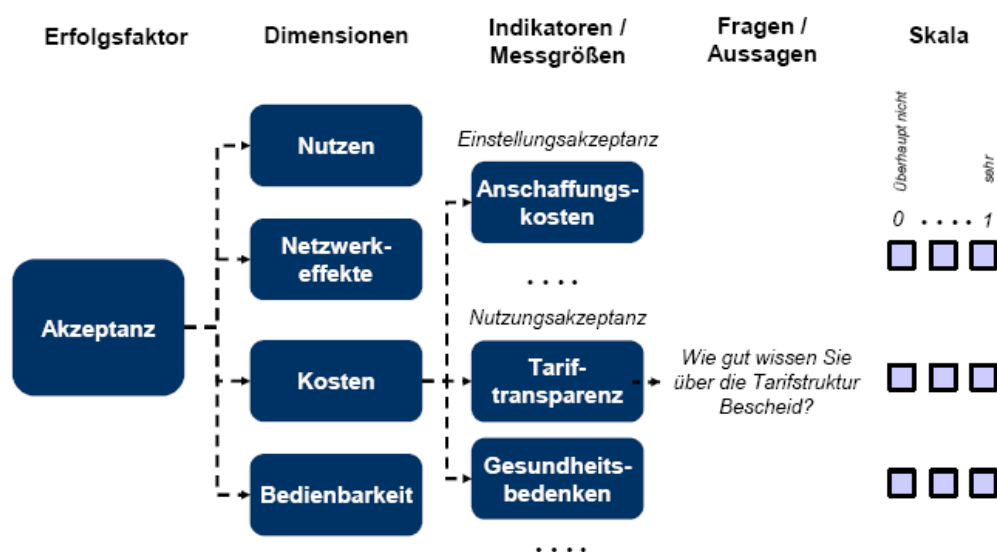 Erfolgsfaktor
Dimensionen
Indikatoren /
Messgrößen
Fragen /
Aussagen
Skala
Akzeptanz
Nutzen
Netzwerk-
effekte
Kosten
Bedienbarkeit
Einstellungsakzeptanz
Anschaffungs-
kosten
. . . .
Nutzungsakzeptanz
Tarif-
transparenz
Gesundheits-
bedenken
. . . .
Wie gut wissen Sie
über die Tarifstruktur
Bescheid?
Überhaupt nicht
sehr
0 . . . . 1